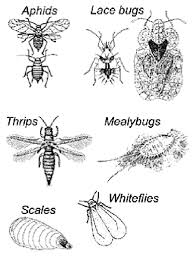 Aphids
Lace bugs
Thrips
Mealybugs
Scales
Whiteflies